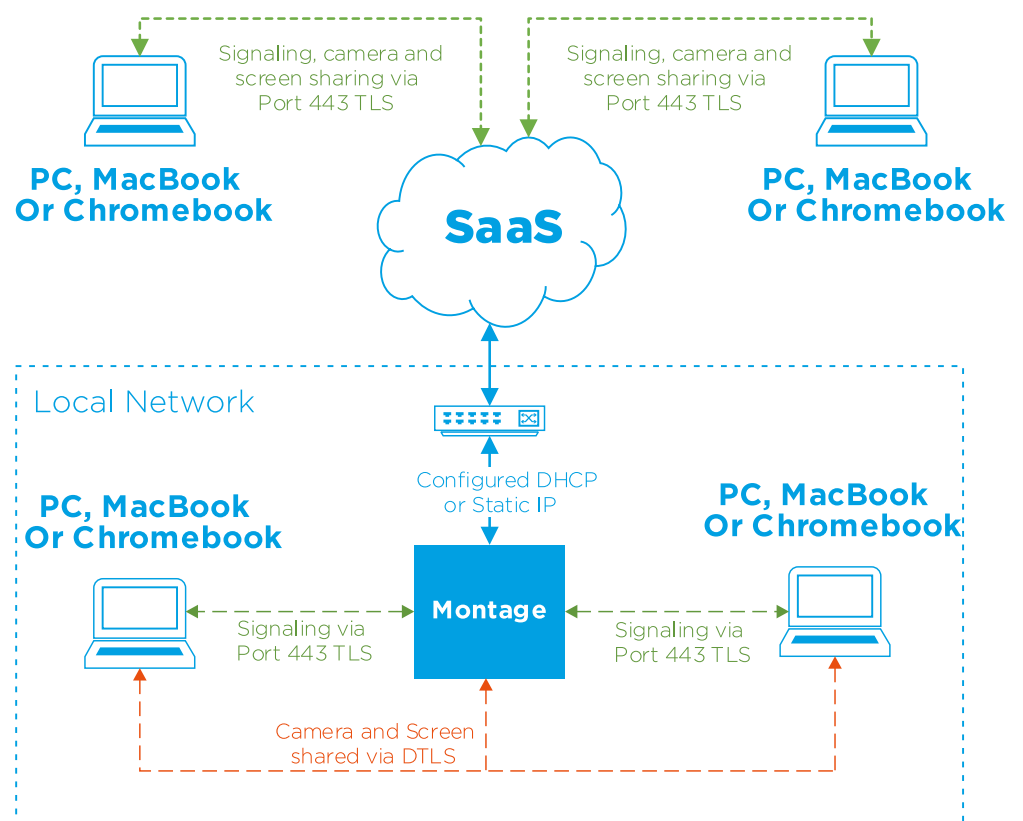 Signaling, camera and
screen sharing via
Port 443 TLS
Signaling, camera and
screen sharing via
Port 443 TLS
PC, MacBook
Or Chromebook
SaaS
PC, MacBook
Or Chromebook
Local Network
Configured DHCP
or Static IP
PC, MacBook
Or Chromebook
PC, MacBook
Or Chromebook
Montage
Signaling via
Port 443 TLS
Signaling via
Port 443 TLS
Camera and Screen
shared via DTLS